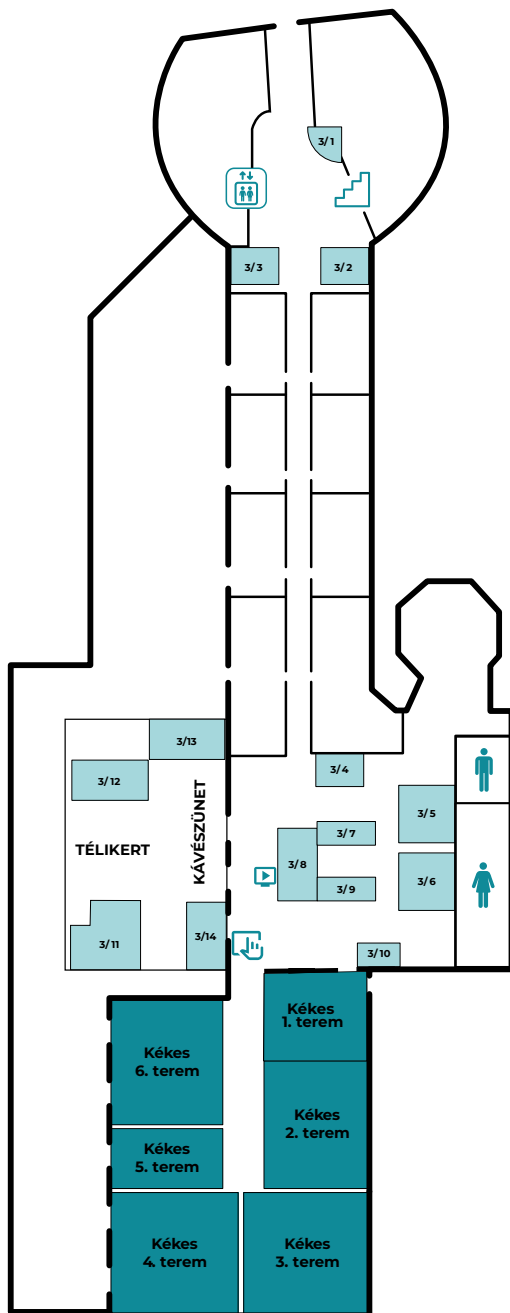 3/1
3/3
3/2
3/13
3/4
3/12
3/5
KÁVÉSZÜNET
3/7
TÉLIKERT
3/8
3/6
3/9
3/11
3/14
3/10
Kékes
1. terem
Kékes
6. terem
Kékes
2. terem
Kékes
5. terem
Kékes
4. terem
Kékes
3. terem